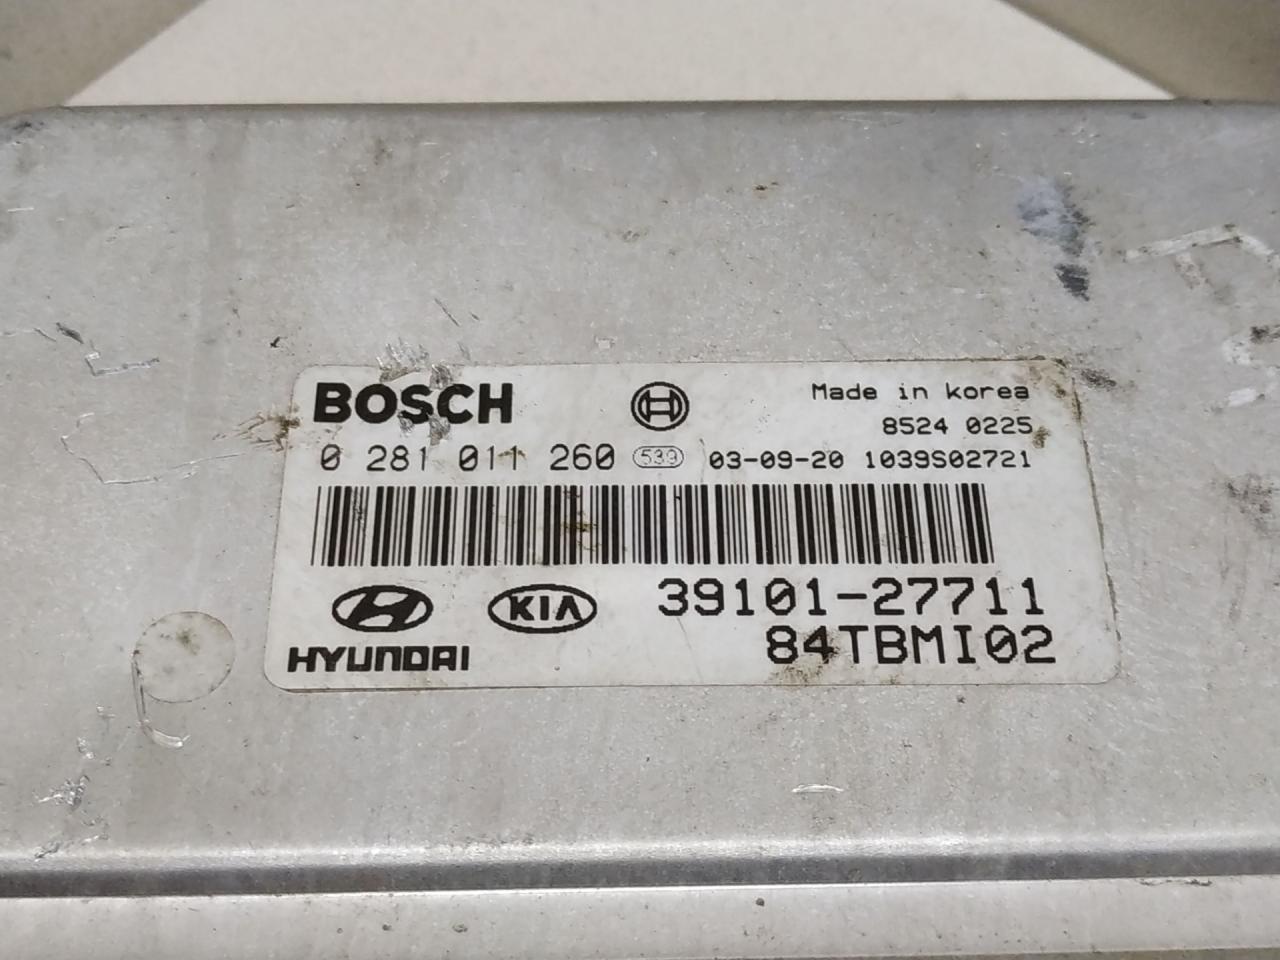 BOSCH
Made in korea
8524 0225
0 281 011 260 539 03-09-20 1039S02721
KIA 39101-27711
HYUNDAI 84TBMI02